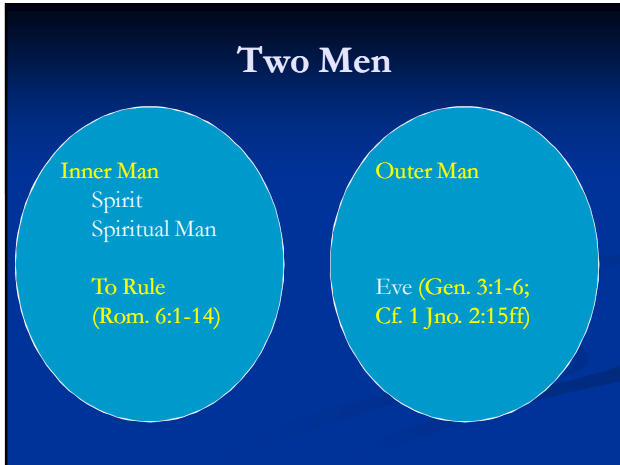 Two Men
Inner Man
Spirit
Spiritual Man
To Rule
(Rom. 6:1-14)
Outer Man
Eve (Gen. 3:1-6;
Cf. 1 Jno. 2:15ff)